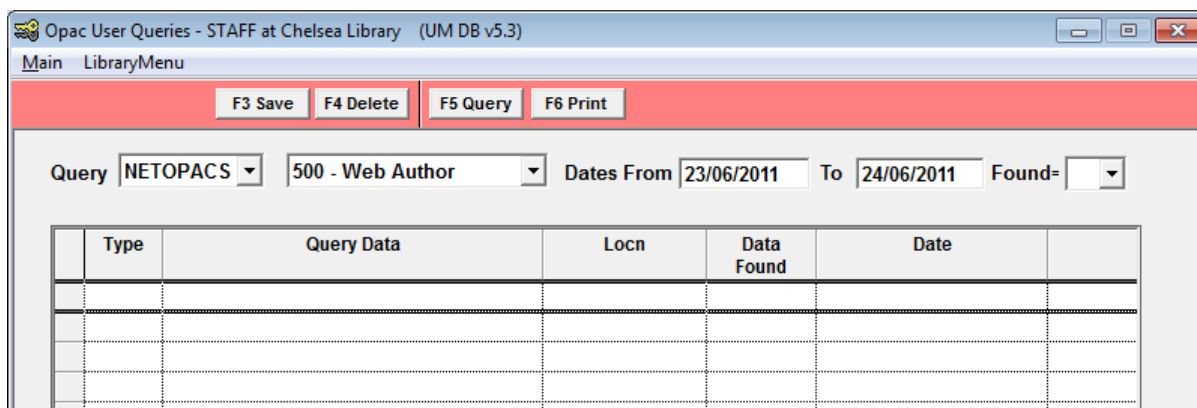 Opac User Queries - STAFF at Chelsea Library (UM DB v5.3)
Main LibraryMenu
F3 Save F4 Delete F5 Query F6 Print
Query NETOPACS 500 - Web Author Dates From 23/06/2011 To 24/06/2011 Found=
Type Query Data Locn Data Found Date